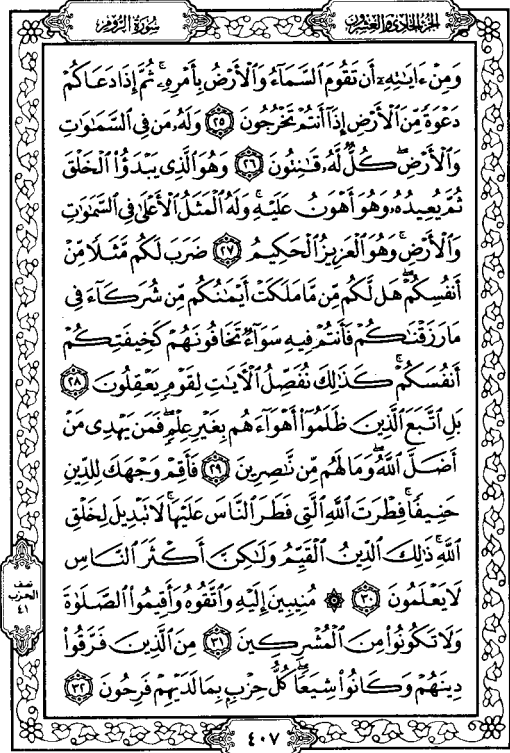 الجزء الحادي والعشرون
سورة الروم
وَمِنْ ءَايَٰتِهِۦٓ أَن تَقُومَ ٱلسَّمَآءُ وَٱلْأَرْضُ بِأَمْرِهِۦ ۚ ثُمَّ إِذَا دَعَاكُمْ
دَعْوَةً مِّنَ ٱلْأَرْضِ إِذَآ أَنتُمْ تَخْرُجُونَ ٢٥ وَلَهُۥ مَن فِى ٱلسَّمَٰوَٰتِ
وَٱلْأَرْضِ ۖ كُلٌّ لَّهُۥ قَٰنِتُونَ ٢٦ وَهُوَ ٱلَّذِى يَبْدَؤُا۟ ٱلْخَلْقَ
ثُمَّ يُعِيدُهُۥ وَهُوَ أَهْوَنُ عَلَيْهِ ۚ وَلَهُ ٱلْمَثَلُ ٱلْأَعْلَىٰ فِى ٱلسَّمَٰوَٰتِ
وَٱلْأَرْضِ ۚ وَهُوَ ٱلْعَزِيزُ ٱلْحَكِيمُ ٢٧ ضَرَبَ لَكُم مَّثَلًا مِّنْ
أَنفُسِكُمْ ۖ هَل لَّكُم مِّن مَّا مَلَكَتْ أَيْمَٰنُكُم مِّن شُرَكَآءَ فِى
مَا رَزَقْنَٰكُمْ فَأَنتُمْ فِيهِ سَوَآءٌ تَخَافُونَهُمْ كَخِيفَتِكُمْ
أَنفُسَكُمْ ۚ كَذَٰلِكَ نُفَصِّلُ ٱلْءَايَٰتِ لِقَوْمٍ يَعْقِلُونَ ٢٨
بَلِ ٱتَّبَعَ ٱلَّذِينَ ظَلَمُوٓا۟ أَهْوَآءَهُم بِغَيْرِ عِلْمٍ ۖ فَمَن يَهْدِى مَنْ
أَضَلَّ ٱللَّهُ ۖ وَمَا لَهُم مِّن نَّٰصِرِينَ ٢٩ فَأَقِمْ وَجْهَكَ لِلدِّينِ
حَنِيفًا ۚ فِطْرَتَ ٱللَّهِ ٱلَّتِى فَطَرَ ٱلنَّاسَ عَلَيْهَا ۚ لَا تَبْدِيلَ لِخَلْقِ
ٱللَّهِ ۚ ذَٰلِكَ ٱلدِّينُ ٱلْقَيِّمُ وَلَٰكِنَّ أَكْثَرَ ٱلنَّاسِ
لَا يَعْلَمُونَ ٣٠ ۞ مُنِيبِينَ إِلَيْهِ وَٱتَّقُوهُ وَأَقِيمُوا۟ ٱلصَّلَوٰةَ
وَلَا تَكُونُوا۟ مِنَ ٱلْمُشْرِكِينَ ٣١ مِنَ ٱلَّذِينَ فَرَّقُوا۟
دِينَهُمْ وَكَانُوا۟ شِيَعًا ۖ كُلُّ حِزْبٍۭ بِمَا لَدَيْهِمْ فَرِحُونَ ٣٢
نصف
الحزب
٤١
٤٠٧